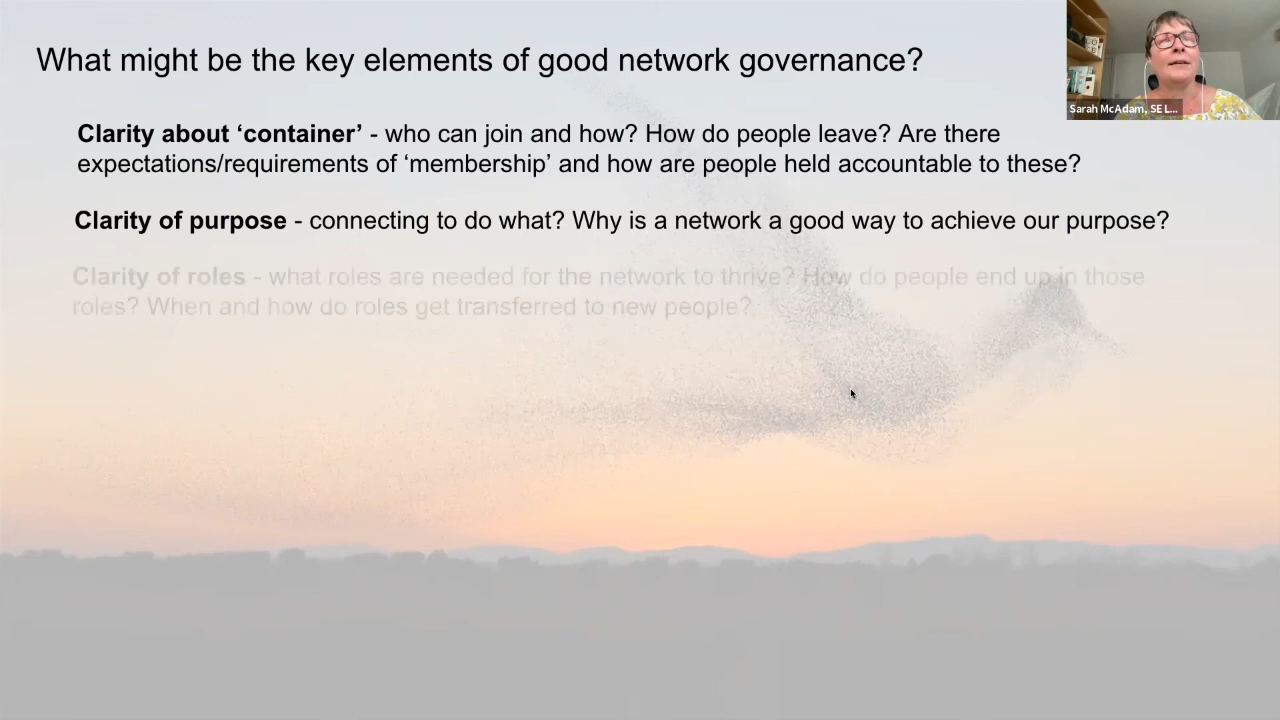 What might be the key elements of good network governance?
Sarah McAdam, SE L...
Clarity about ‘container’ - who can join and how? How do people leave? Are there
expectations/requirements of ‘membership’ and how are people held accountable to these?
Clarity of purpose - connecting to do what? Why is a network a good way to achieve our purpose?
Clarity of roles - what roles are needed for the network to thrive? How do people end up in those
roles? When and how do roles get transferred to new people?